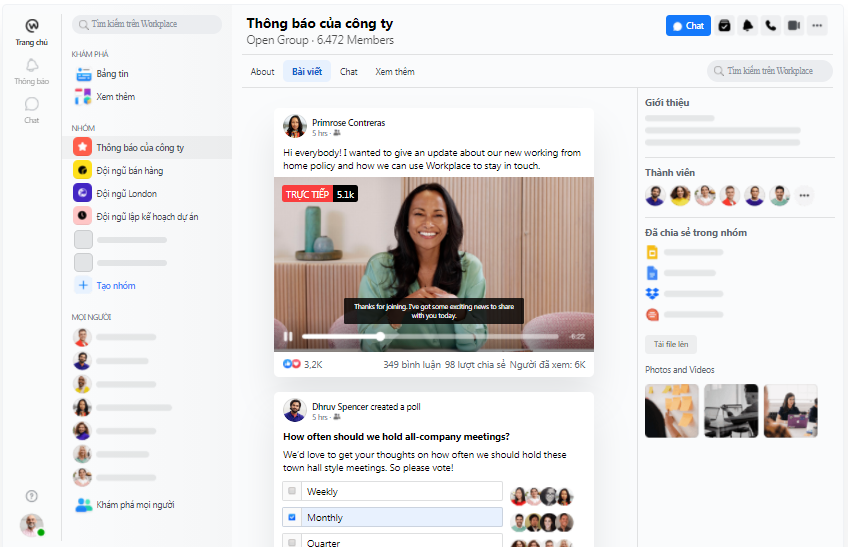 Trang chủ
Thông báo
Chat
Tìm kiếm trên Workplace
KHÁM PHÁ
Bảng tin
Xem thêm
NHÓM
Thông báo của công ty
Đội ngũ bán hàng
Đội ngũ London
Đội ngũ lập kế hoạch dự án
Tạo nhóm
MỌI NGƯỜI
Khám phá mọi người
Thông báo của công ty
Open Group · 6.472 Members
Chat
About
Bài viết
Chat
Xem thêm
Tìm kiếm trên Workplace
Primrose Contreras
5 hrs ·
Hi everybody! I wanted to give an update about our new working from
home policy and how we can use Workplace to stay in touch.
TRỰC TIẾP 5.1k
Thanks for joining. I've got some exciting news to share
with you today.
-6:22
3,2K
349 bình luận 98 lượt chia sẻ Người đã xem: 6K
Dhruv Spencer created a poll
5 hrs ·
How often should we hold all-company meetings?
We'd love to get your thoughts on how often we should hold these
town hall style meetings. So please vote!
Weekly
Monthly
Quarter
Giới thiệu
Thành viên
Đã chia sẻ trong nhóm
Tải file lên
Photos and Videos